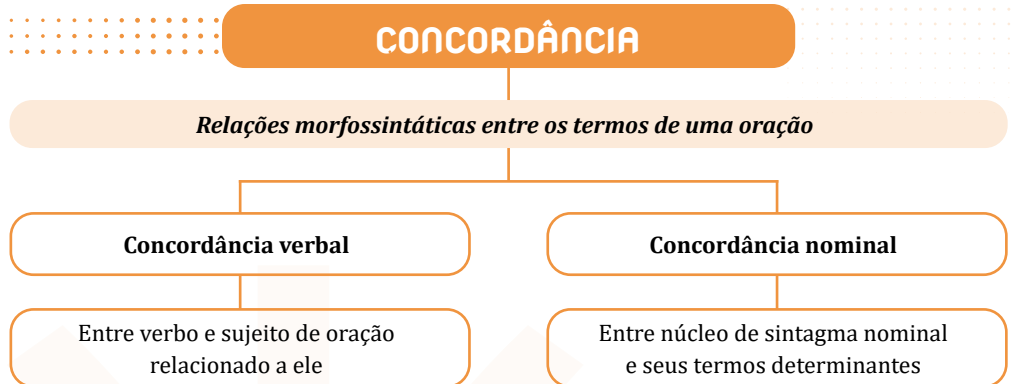 CONCORDÂNCIA
Relações morfossintáticas entre os termos de uma oração
Concordância verbal
Concordância nominal
Entre verbo e sujeito de oração
relacionado a ele
Entre núcleo de sintagma nominal
e seus termos determinantes